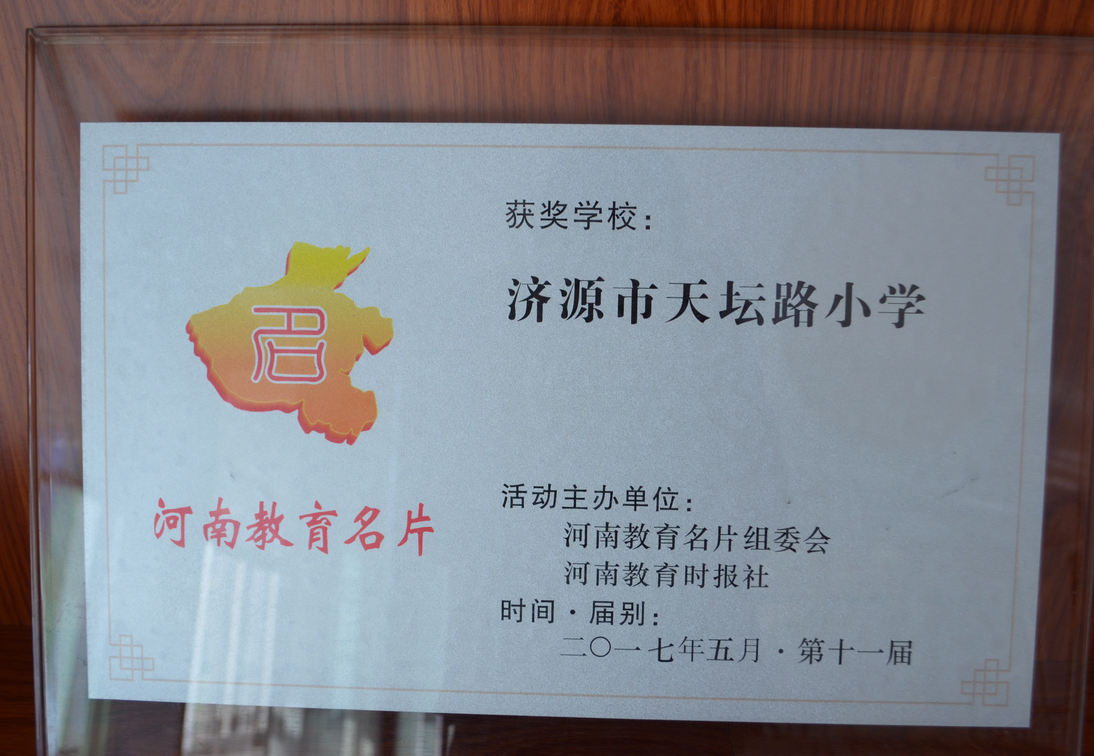 获奖学校：
济源市天坛路小学
名
河南教育名片
活动主办单位：
河南教育名片组委会
河南教育时报社
时间·届别：
二〇一七年五月·第十一届